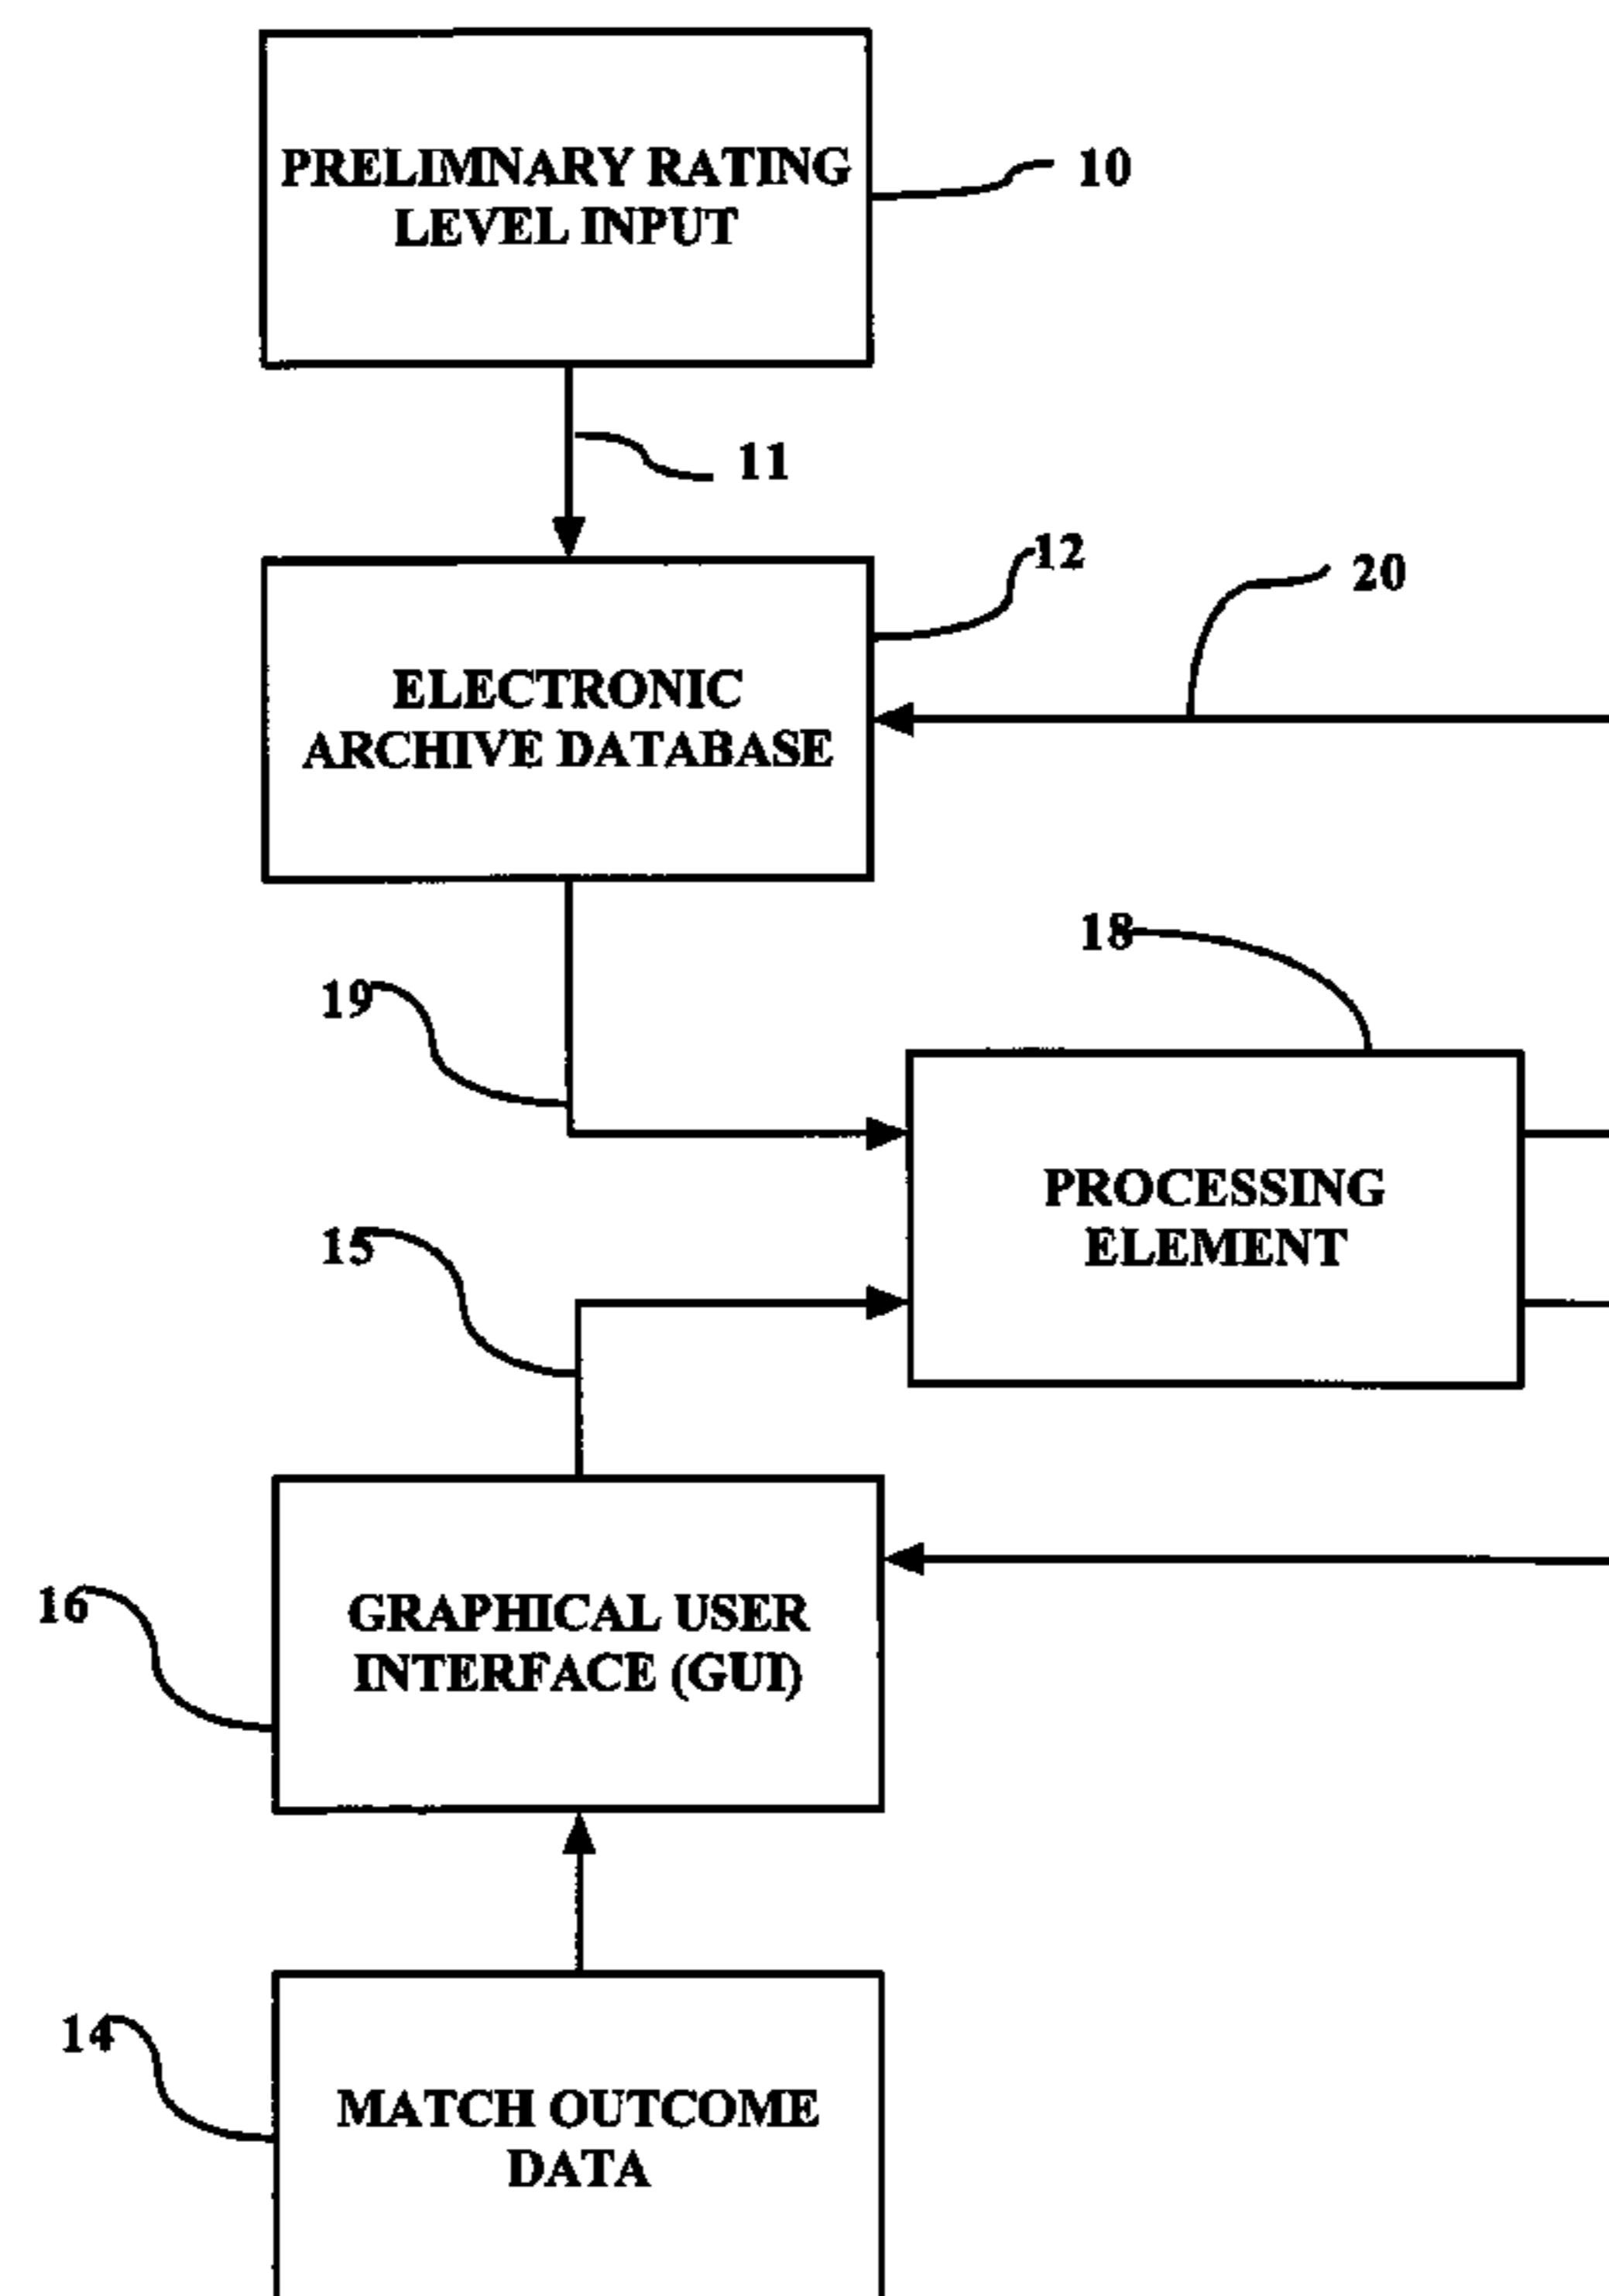 PRELIMINARY RATING
LEVEL INPUT
10
11
12
20
ELECTRONIC
ARCHIVE DATABASE
18
19
PROCESSING
ELEMENT
15
16
GRAPHICAL USER
INTERFACE (GUI)
14
MATCH OUTCOME
DATA